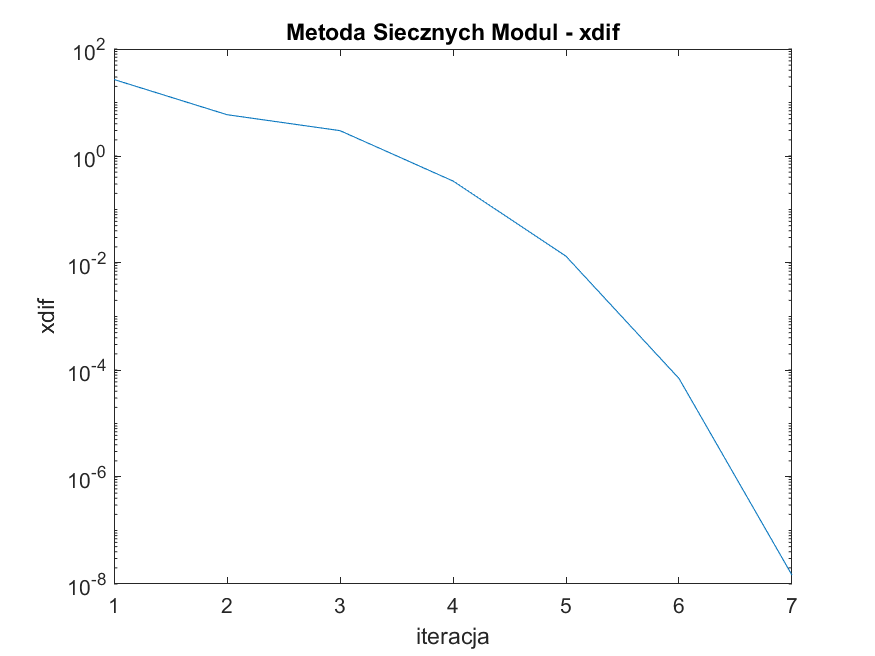 Metoda Siecznych Modul - xdif
10^2
10^0
10^-2
10^-4
10^-6
10^-8
xdif
1 2 3 4 5 6 7
iteracja